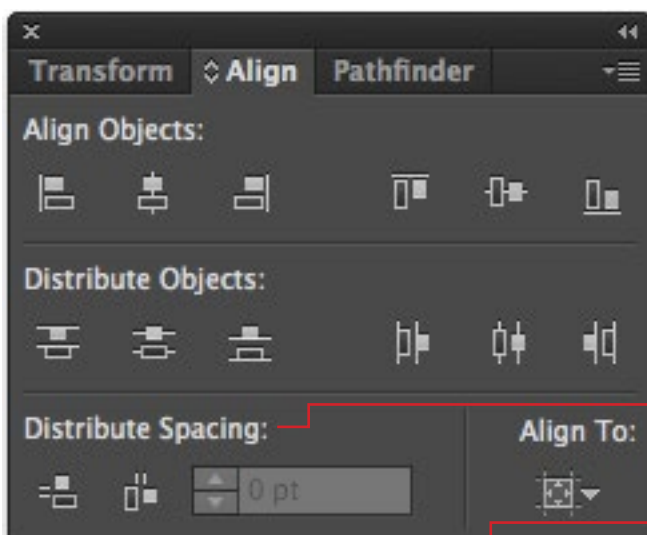 Transform Align Pathfinder
Align Objects:
Distribute Objects:
Distribute Spacing: Align To:
0 pt